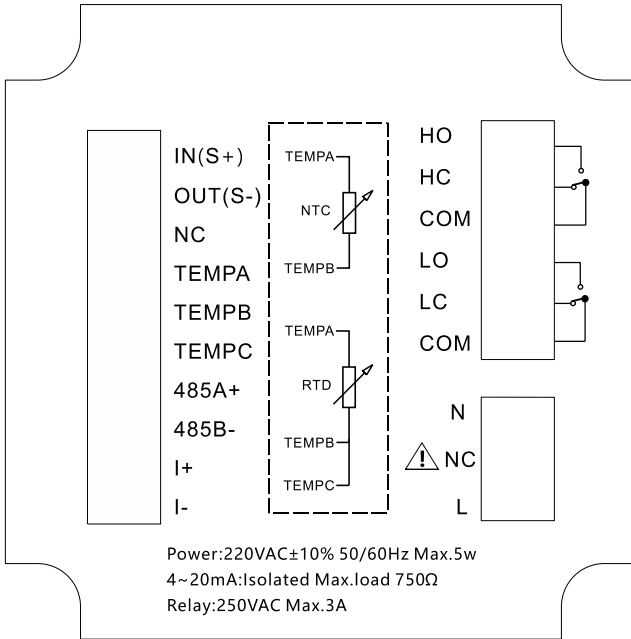 IN(S+)
OUT(S-)
NC
TEMPA
TEMPB
TEMPC
485A+
485B-
I+
I-
TEMPA
NTC
TEMPB
TEMPA
RTD
TEMPB
TEMPC
HO
HC
COM
LO
LC
COM
N
! NC
L
Power:220VAC±10% 50/60Hz Max.5w
4~20mA:Isolated Max.load 750Ω
Relay:250VAC Max.3A